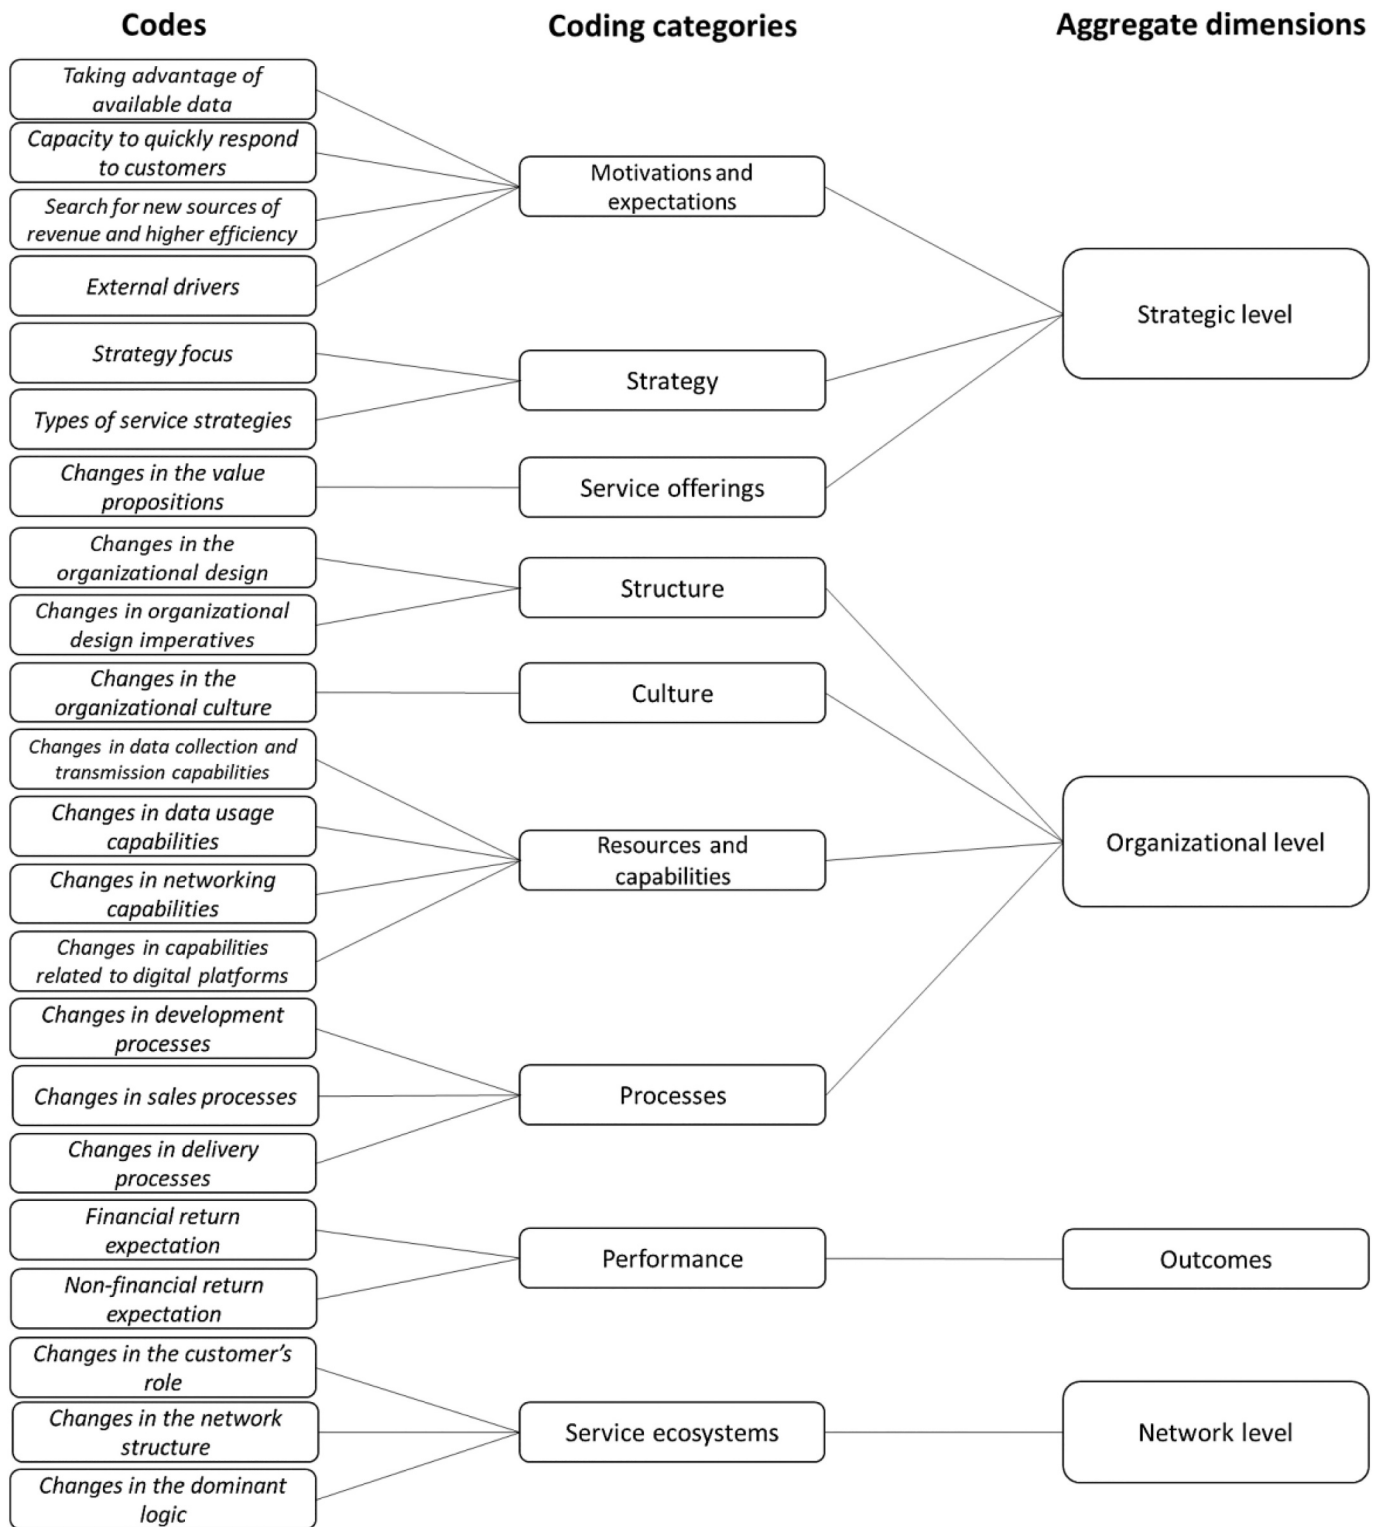 Codes
Coding categories
Aggregate dimensions
Taking advantage of
available data
Capacity to quickly respond
to customers
Search for new sources of
revenue and higher efficiency
External drivers
Strategy focus
Types of service strategies
Changes in the value
propositions
Changes in the
organizational design
Changes in organizational
design imperatives
Changes in the
organizational culture
Changes in data collection and
transmission capabilities
Changes in data usage
capabilities
Changes in networking
capabilities
Changes in capabilities
related to digital platforms
Changes in development
processes
Changes in sales processes
Changes in delivery
processes
Financial return
expectation
Non-financial return
expectation
Changes in the customer’s
role
Changes in the network
structure
Changes in the dominant
logic
Motivations and
expectations
Strategy
Service offerings
Structure
Culture
Resources and
capabilities
Processes
Performance
Service ecosystems
Strategic level
Organizational level
Outcomes
Network level